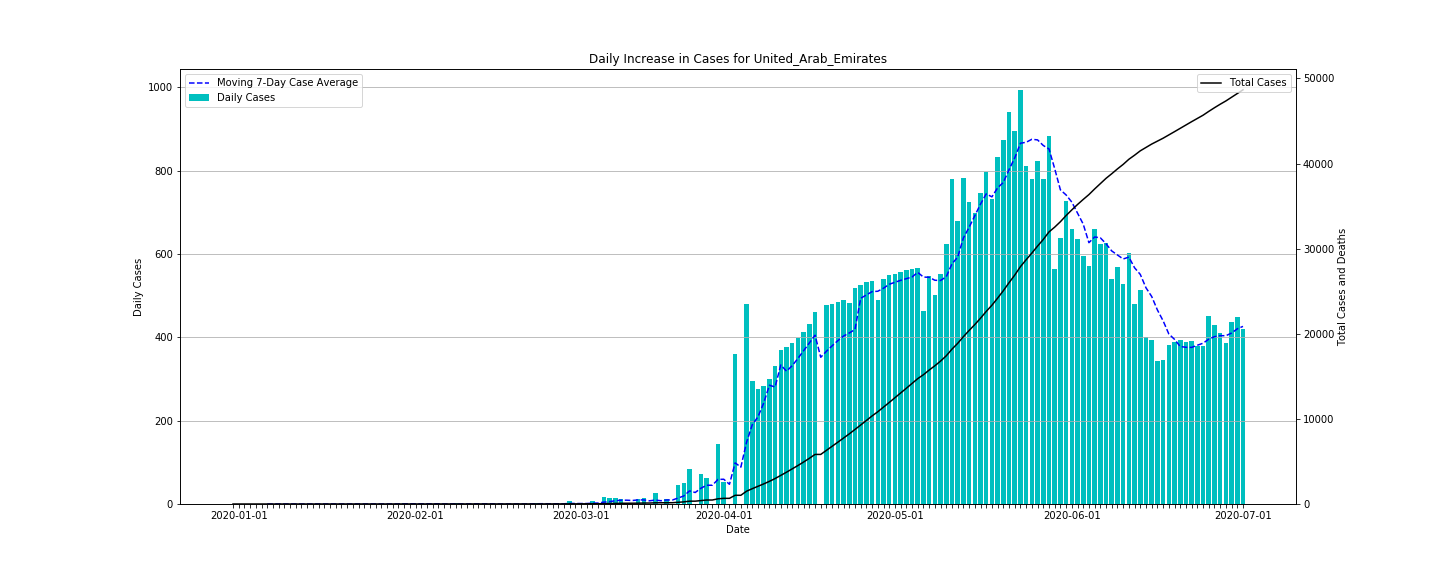 Daily Increase in Cases for United_Arab_Emirates
Moving 7-Day Case Average
Daily Cases
Total Cases
1000
800
600
400
200
0
Daily Cases
50000
40000
30000
20000
10000
0
Total Cases and Deaths
2020-01-01
2020-02-01
2020-03-01
2020-04-01
2020-05-01
2020-06-01
2020-07-01
Date